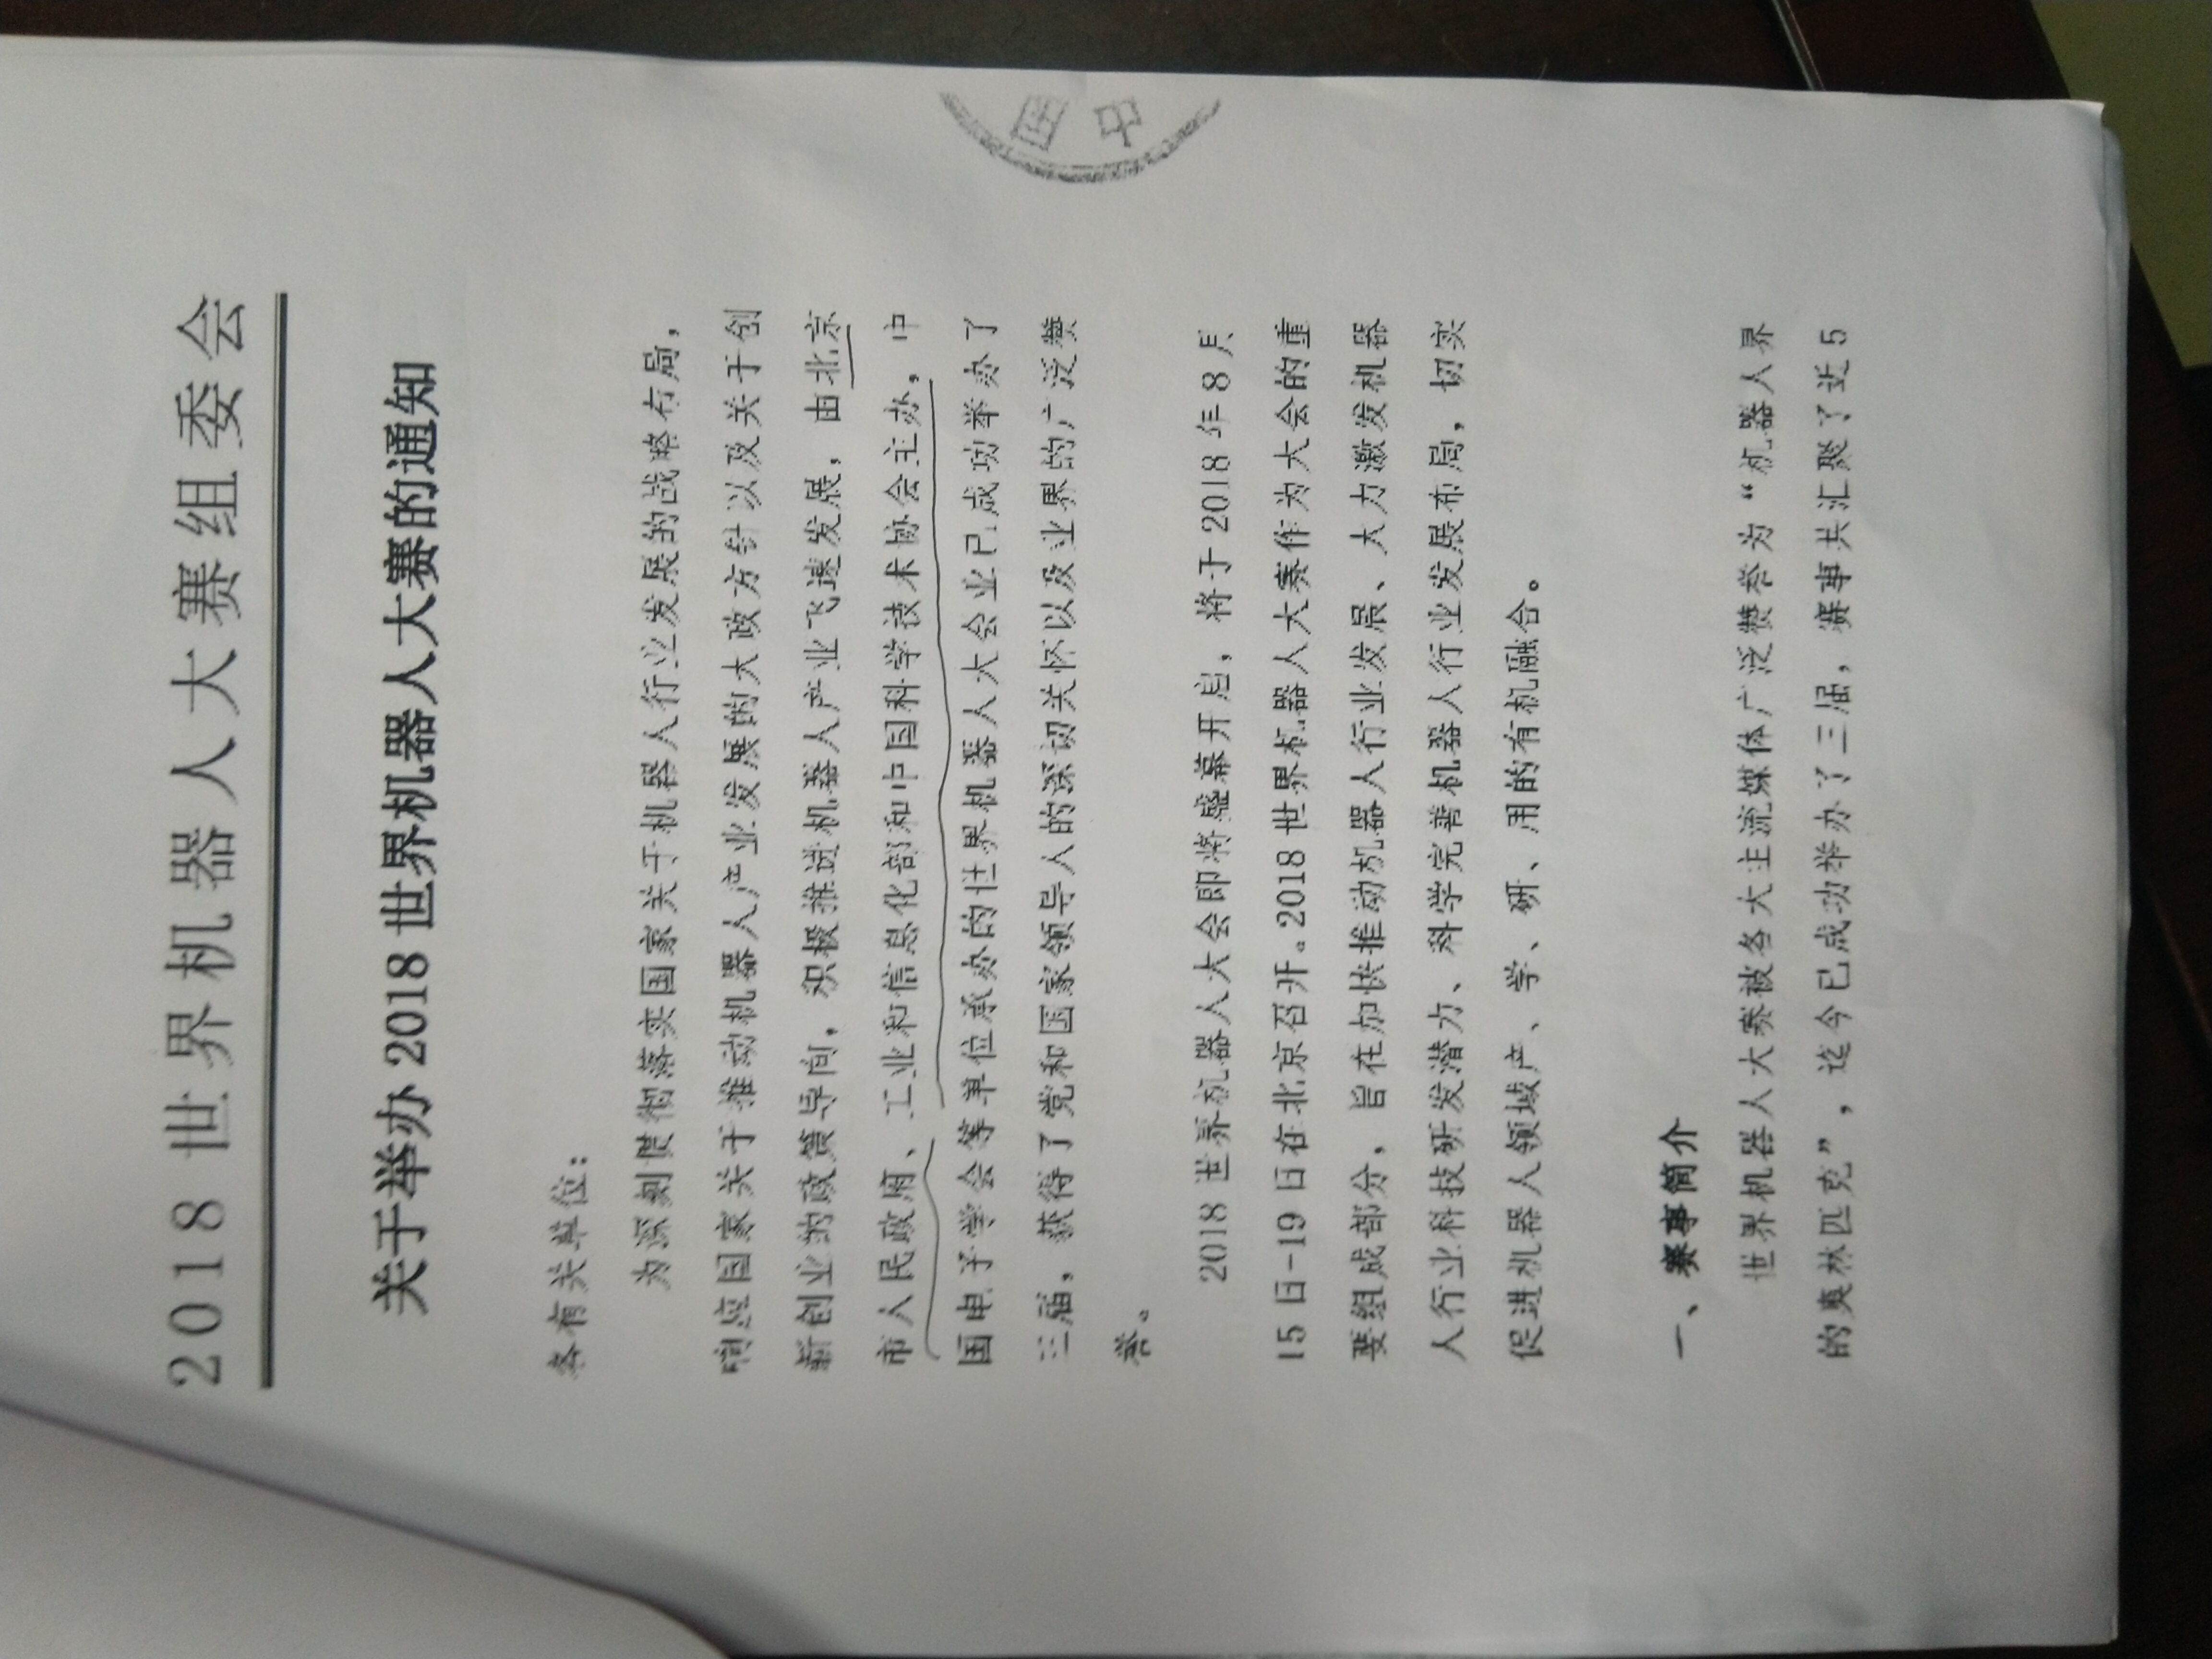 2018 世界机器人大赛组委会
关于举办 2018 世界机器人大赛的通知
各有关单位：
为深刻贯彻落实国家关于机器人行业发展的战略布局，
响应国家关于推动机器人产业发展的大政方针以及关于创
新创业的政策导向，积极推进机器人产业飞速发展，由北京
市人民政府、工业和信息化部和中国科学技术协会主办，中
国电子学会等单位承办的世界机器人大会业已成功举办了
三届，获得了党和国家领导人的深切关怀以及业界的广泛赞
誉。
2018 世界机器人大会即将盛幕开启，将于 2018 年 8 月
15 日-19 日在北京召开。2018 世界机器人大赛作为大会的重
要组成部分，旨在加快推动机器人行业发展、大力激发机器
人行业科技研发潜力、科学完善机器人行业发展布局，切实
促进机器人领域产、学、研、用的有机融合。
一、赛事简介
世界机器人大赛被各大主流媒体广泛赞誉为“机器人界
的奥林匹克”，迄今已成功举办了三届，赛事共汇聚了近 5
中国